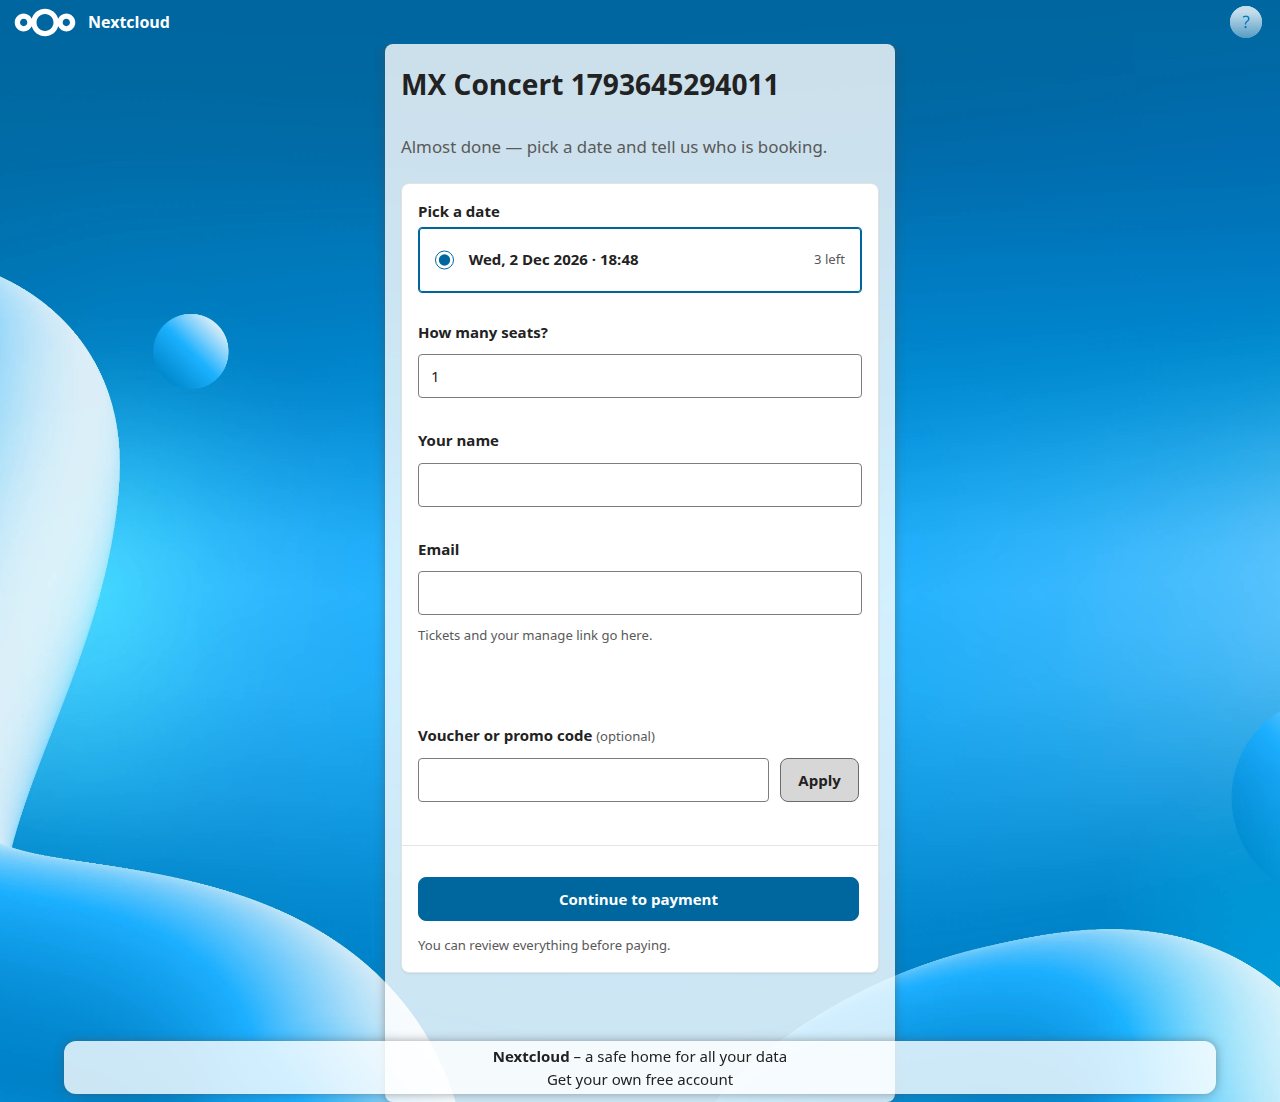 Nextcloud
?
MX Concert 1793645294011
Almost done — pick a date and tell us who is booking.
Pick a date
Wed, 2 Dec 2026 · 18:48
3 left
How many seats?
1
Your name
Email
Tickets and your manage link go here.
Voucher or promo code (optional)
Apply
Continue to payment
You can review everything before paying.
Nextcloud – a safe home for all your data
Get your own free account